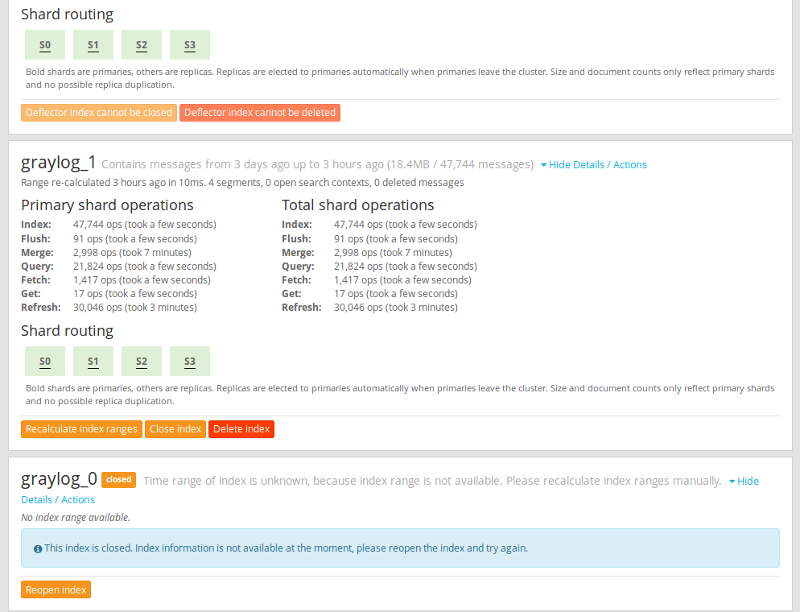 Shard routing
S0 S1 S2 S3
Bold shards are primaries, others are replicas. Replicas are elected to primaries automatically when primaries leave the cluster. Size and document counts only reflect primary shards
and no possible replica duplication.
Deflector index cannot be closed Deflector index cannot be deleted
graylog_1 Contains messages from 3 days ago up to 3 hours ago (18.4MB / 47,744 messages) Hide Details / Actions
Range re-calculated 3 hours ago in 10ms. 4 segments, 0 open search contexts, 0 deleted messages
Primary shard operations Total shard operations
Index: 47,744 ops (took a few seconds) Index: 47,744 ops (took a few seconds)
Flush: 91 ops (took a few seconds) Flush: 91 ops (took a few seconds)
Merge: 2,998 ops (took 7 minutes) Merge: 2,998 ops (took 7 minutes)
Query: 21,824 ops (took a few seconds) Query: 21,824 ops (took a few seconds)
Fetch: 1,417 ops (took a few seconds) Fetch: 1,417 ops (took a few seconds)
Get: 17 ops (took a few seconds) Get: 17 ops (took a few seconds)
Refresh: 30,046 ops (took 3 minutes) Refresh: 30,046 ops (took 3 minutes)
Shard routing
S0 S1 S2 S3
Bold shards are primaries, others are replicas. Replicas are elected to primaries automatically when primaries leave the cluster. Size and document counts only reflect primary shards
and no possible replica duplication.
Recalculate index ranges Close index Delete index
graylog_0 closed Time range of index is unknown, because index range is not available. Please recalculate index ranges manually. Hide
Details / Actions
No index range available.
This index is closed. Index information is not available at the moment, please reopen the index and try again.
Reopen index